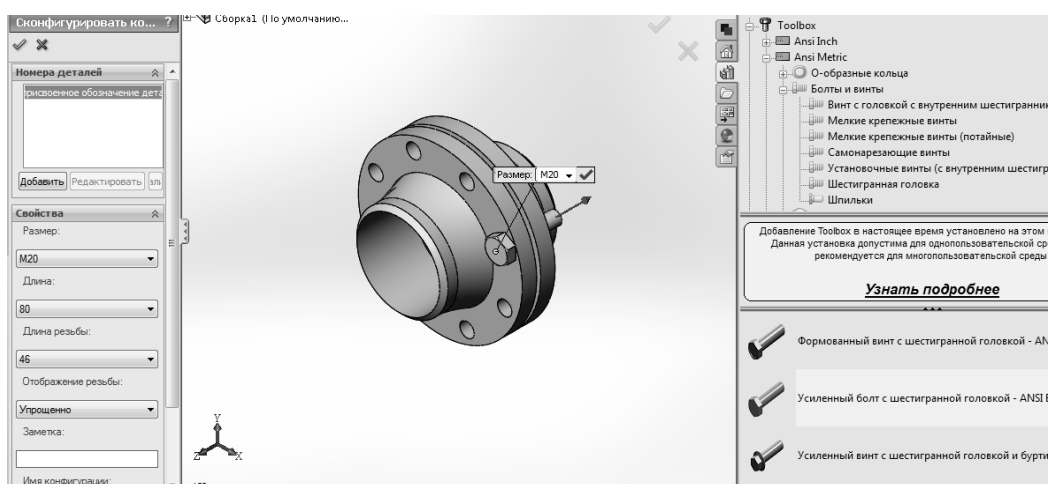 Сконфигурировать ко... ?
Номера деталей
присвоенное обозначение дета
Добавить Редактировать
Свойства
Размер:
M20
Длина:
80
Длина резьбы:
46
Отображение резьбы:
Упрощенно
Заметка:
Имя конфигурации:
Сборка1 (По умолчанию...
Размер: M20
Y
Z X
Toolbox
Ansi Inch
Ansi Metric
О-образные кольца
Болты и винты
Винт с головкой с внутренним шестигранник
Мелкие крепежные винты
Мелкие крепежные винты (потайные)
Самонарезающие винты
Установочные винты (с внутренним шестигр
Шестигранная головка
Шпильки
Добавление Toolbox в настоящее время установлено на этом
Данная установка допустима для однопользовательской ср
рекомендуется для многопользовательской среды
Узнать подробнее
Формованный винт с шестигранной головкой - AN
Усиленный болт с шестигранной головкой - ANSI B
Усиленный винт с шестигранной головкой и бурти